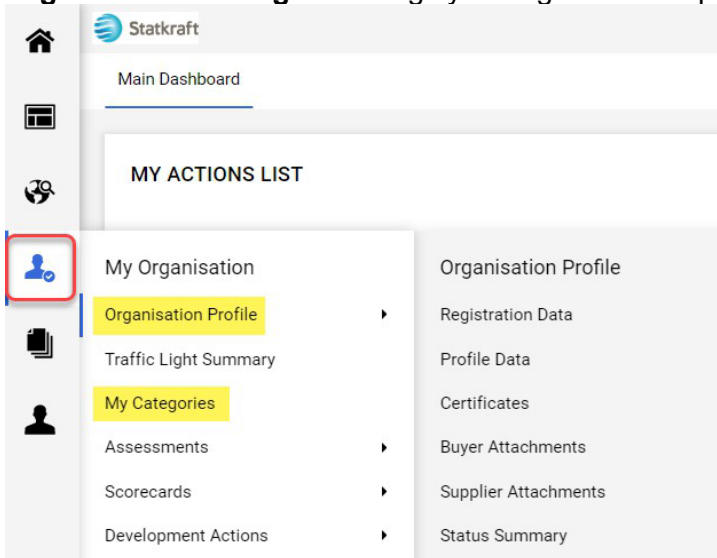 Statkraft
Main Dashboard
MY ACTIONS LIST
My Organisation
Organisation Profile
Traffic Light Summary
My Categories
Assessments
Scorecards
Development Actions
Organisation Profile
Registration Data
Profile Data
Certificates
Buyer Attachments
Supplier Attachments
Status Summary